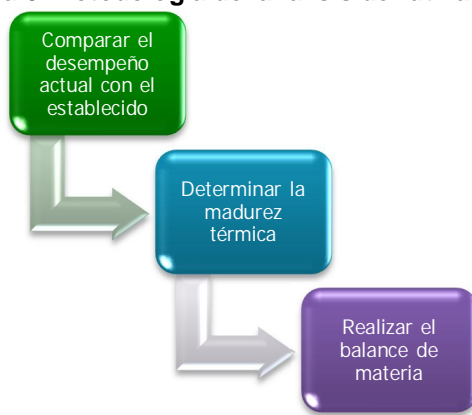 Comparar el
desempeño
actual con el
establecido
Determinar la
madurez
térmica
Realizar el
balance de
materia